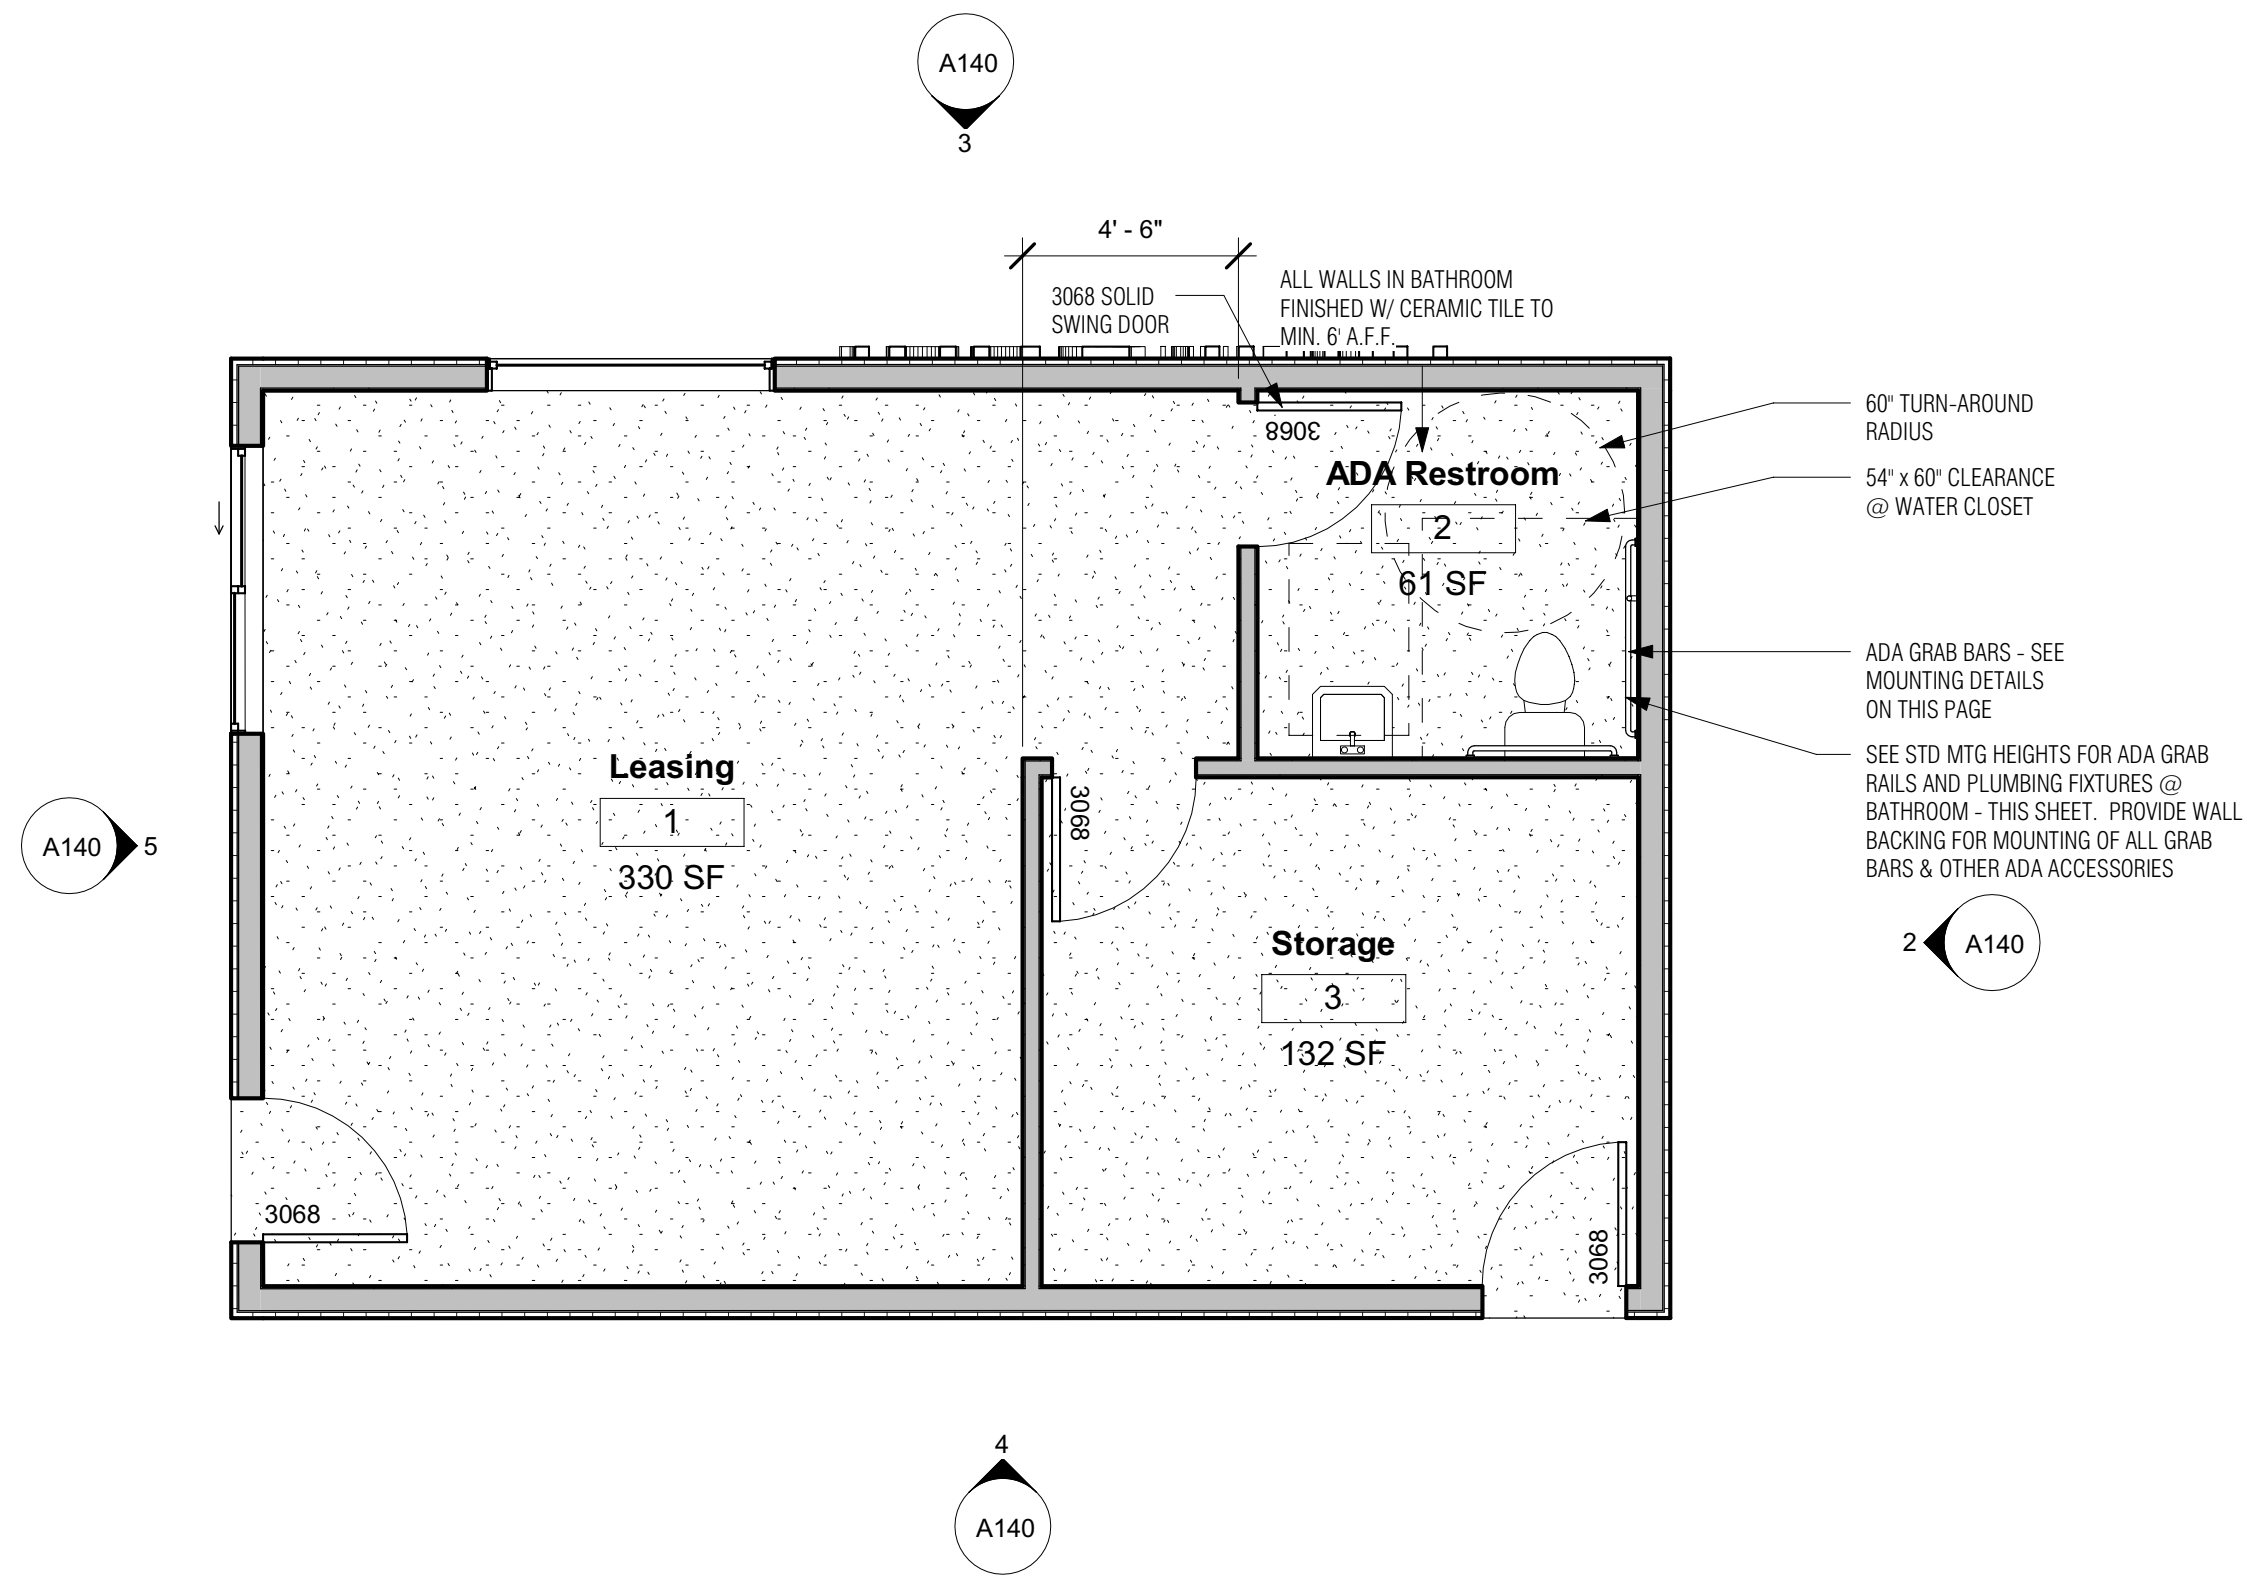 A140
3
4' - 6"
3068 SOLID
SWING DOOR
ALL WALLS IN BATHROOM
FINISHED W/ CERAMIC TILE TO
MIN. 6' A.F.F.
3068
ADA Restroom
2
61 SF
60" TURN-AROUND
RADIUS
54" x 60" CLEARANCE
@ WATER CLOSET
ADA GRAB BARS - SEE
MOUNTING DETAILS
ON THIS PAGE
SEE STD MTG HEIGHTS FOR ADA GRAB
RAILS AND PLUMBING FIXTURES @
BATHROOM - THIS SHEET. PROVIDE WALL
BACKING FOR MOUNTING OF ALL GRAB
BARS & OTHER ADA ACCESSORIES
Leasing
1
330 SF
3068
A140
5
Storage
3
132 SF
2
A140
3068
3068
4
A140